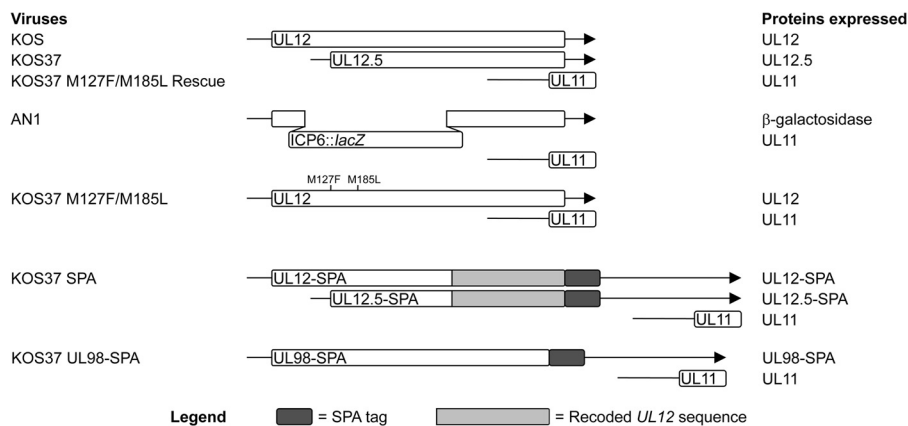 Viruses Proteins expressed
KOS UL12 UL12
KOS37 UL12.5 UL12.5
KOS37 M127F/M185L Rescue UL11 UL11
AN1 β-galactosidase
ICP6::lacZ UL11
UL11
M127F M185L
KOS37 M127F/M185L UL12 UL12
UL11 UL11
KOS37 SPA UL12-SPA UL12-SPA
UL12.5-SPA UL12.5-SPA
UL11 UL11
KOS37 UL98-SPA UL98-SPA UL98-SPA
UL11 UL11
Legend = SPA tag = Recoded UL12 sequence